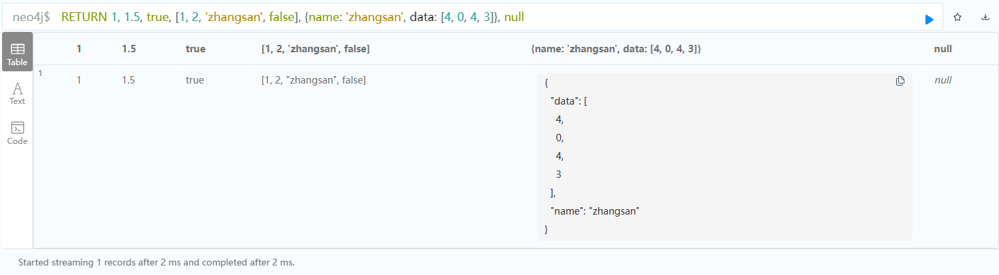 neo4j$ RETURN 1, 1.5, true, [1, 2, 'zhangsan', false], {name: 'zhangsan', data: [4, 0, 4, 3]}, null
Table
Text
Code
1 1.5 true [1, 2, 'zhangsan', false] {name: 'zhangsan', data: [4, 0, 4, 3]} null
1
1 1.5 true [1, 2, "zhangsan", false]
{
"data": [
4,
0,
4,
3
],
"name": "zhangsan"
}
null
Started streaming 1 records after 2 ms and completed after 2 ms.